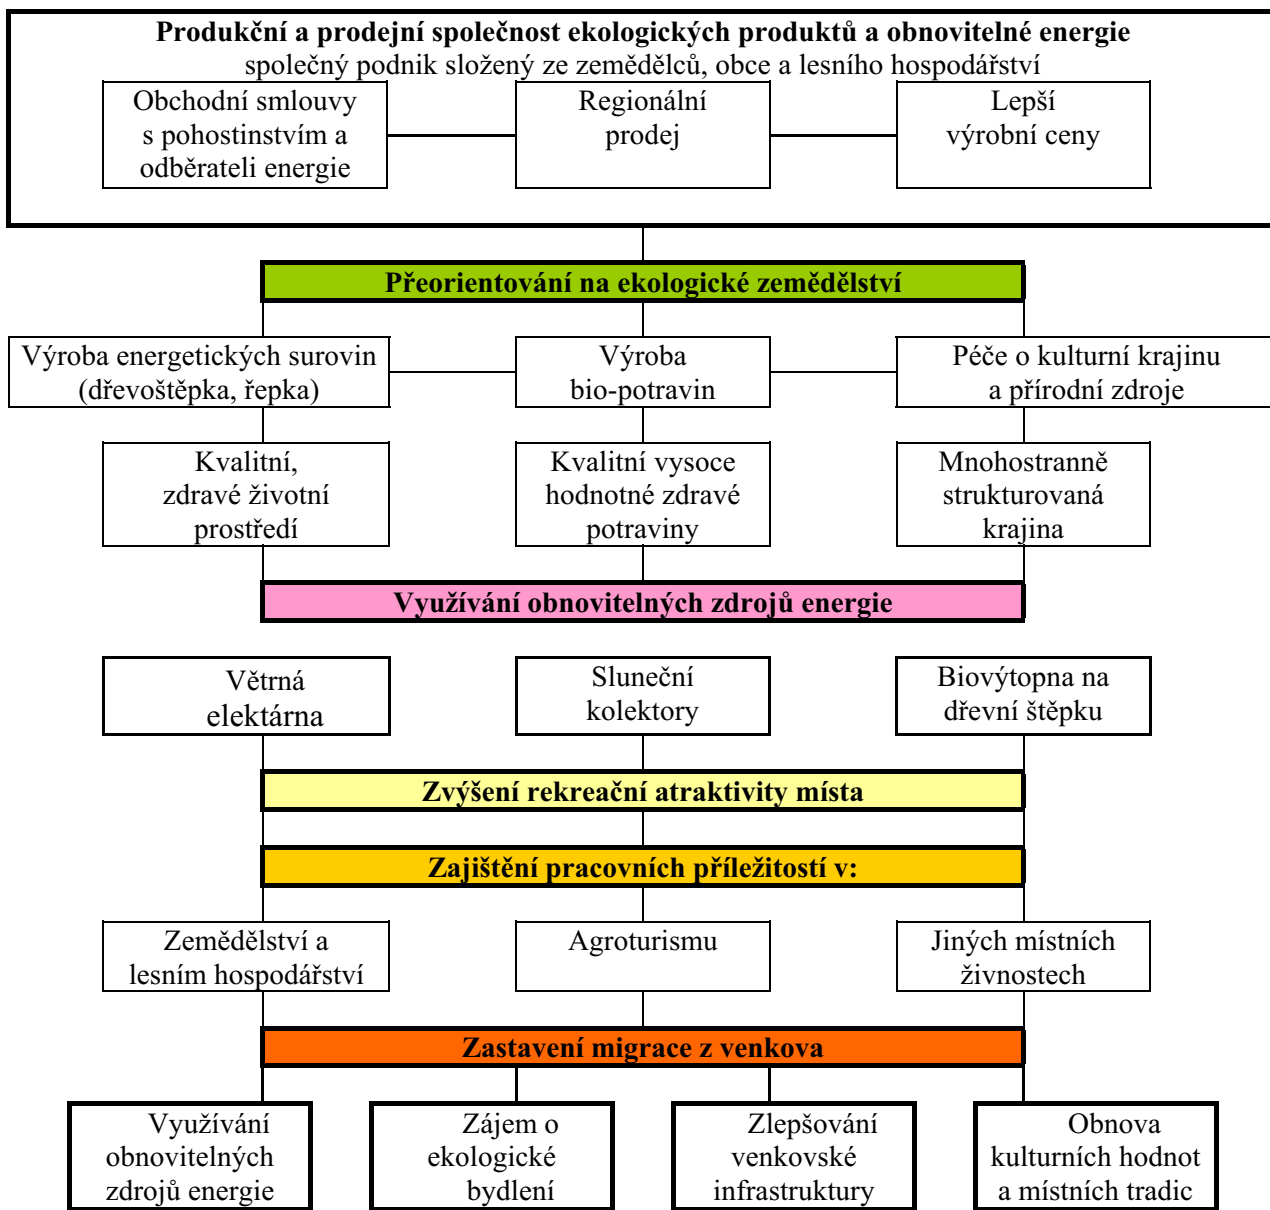 Produkční a prodejní společnost ekologických produktů a obnovitelné energie
společný podnik složený ze zemědělců, obce a lesního hospodářství
Obchodní smlouvy
s pohostinstvím a
odběrateli energie
Regionální
prodej
Lepší
výrobní ceny
Přeorientování na ekologické zemědělství
Výroba energetických surovin
(dřevoštěpka, řepka)
Výroba
bio-potravin
Péče o kulturní krajinu
a přírodní zdroje
Kvalitní,
zdravé životní
prostředí
Kvalitní vysoce
hodnotné zdravé
potraviny
Mnohostranně
strukturovaná
krajina
Využívání obnovitelných zdrojů energie
Větrná
elektárna
Sluneční
kolektory
Biovýtopna na
dřevní štěpku
Zvýšení rekreační atraktivity místa
Zajištění pracovních příležitostí v:
Zemědělství a
lesním hospodářství
Agroturismu
Jiných místních
živnostech
Zastavení migrace z venkova
Využívání
obnovitelných
zdrojů energie
Zájem o
ekologické
bydlení
Zlepšování
venkovské
infrastruktury
Obnova
kulturních hodnot
a místních tradic